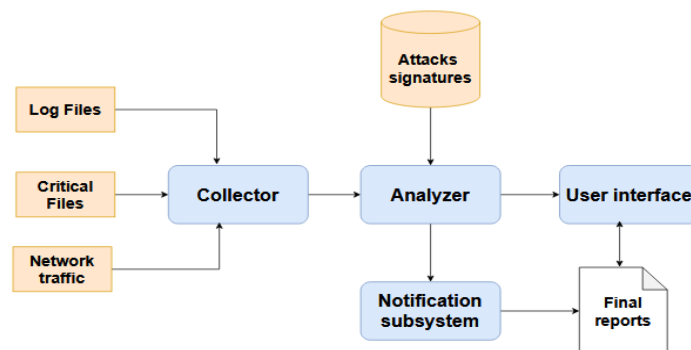 Attacks
signatures
Log Files
Critical
Files
Collector
Analyzer
User interface
Network
traffic
Notification
subsystem
Final
reports